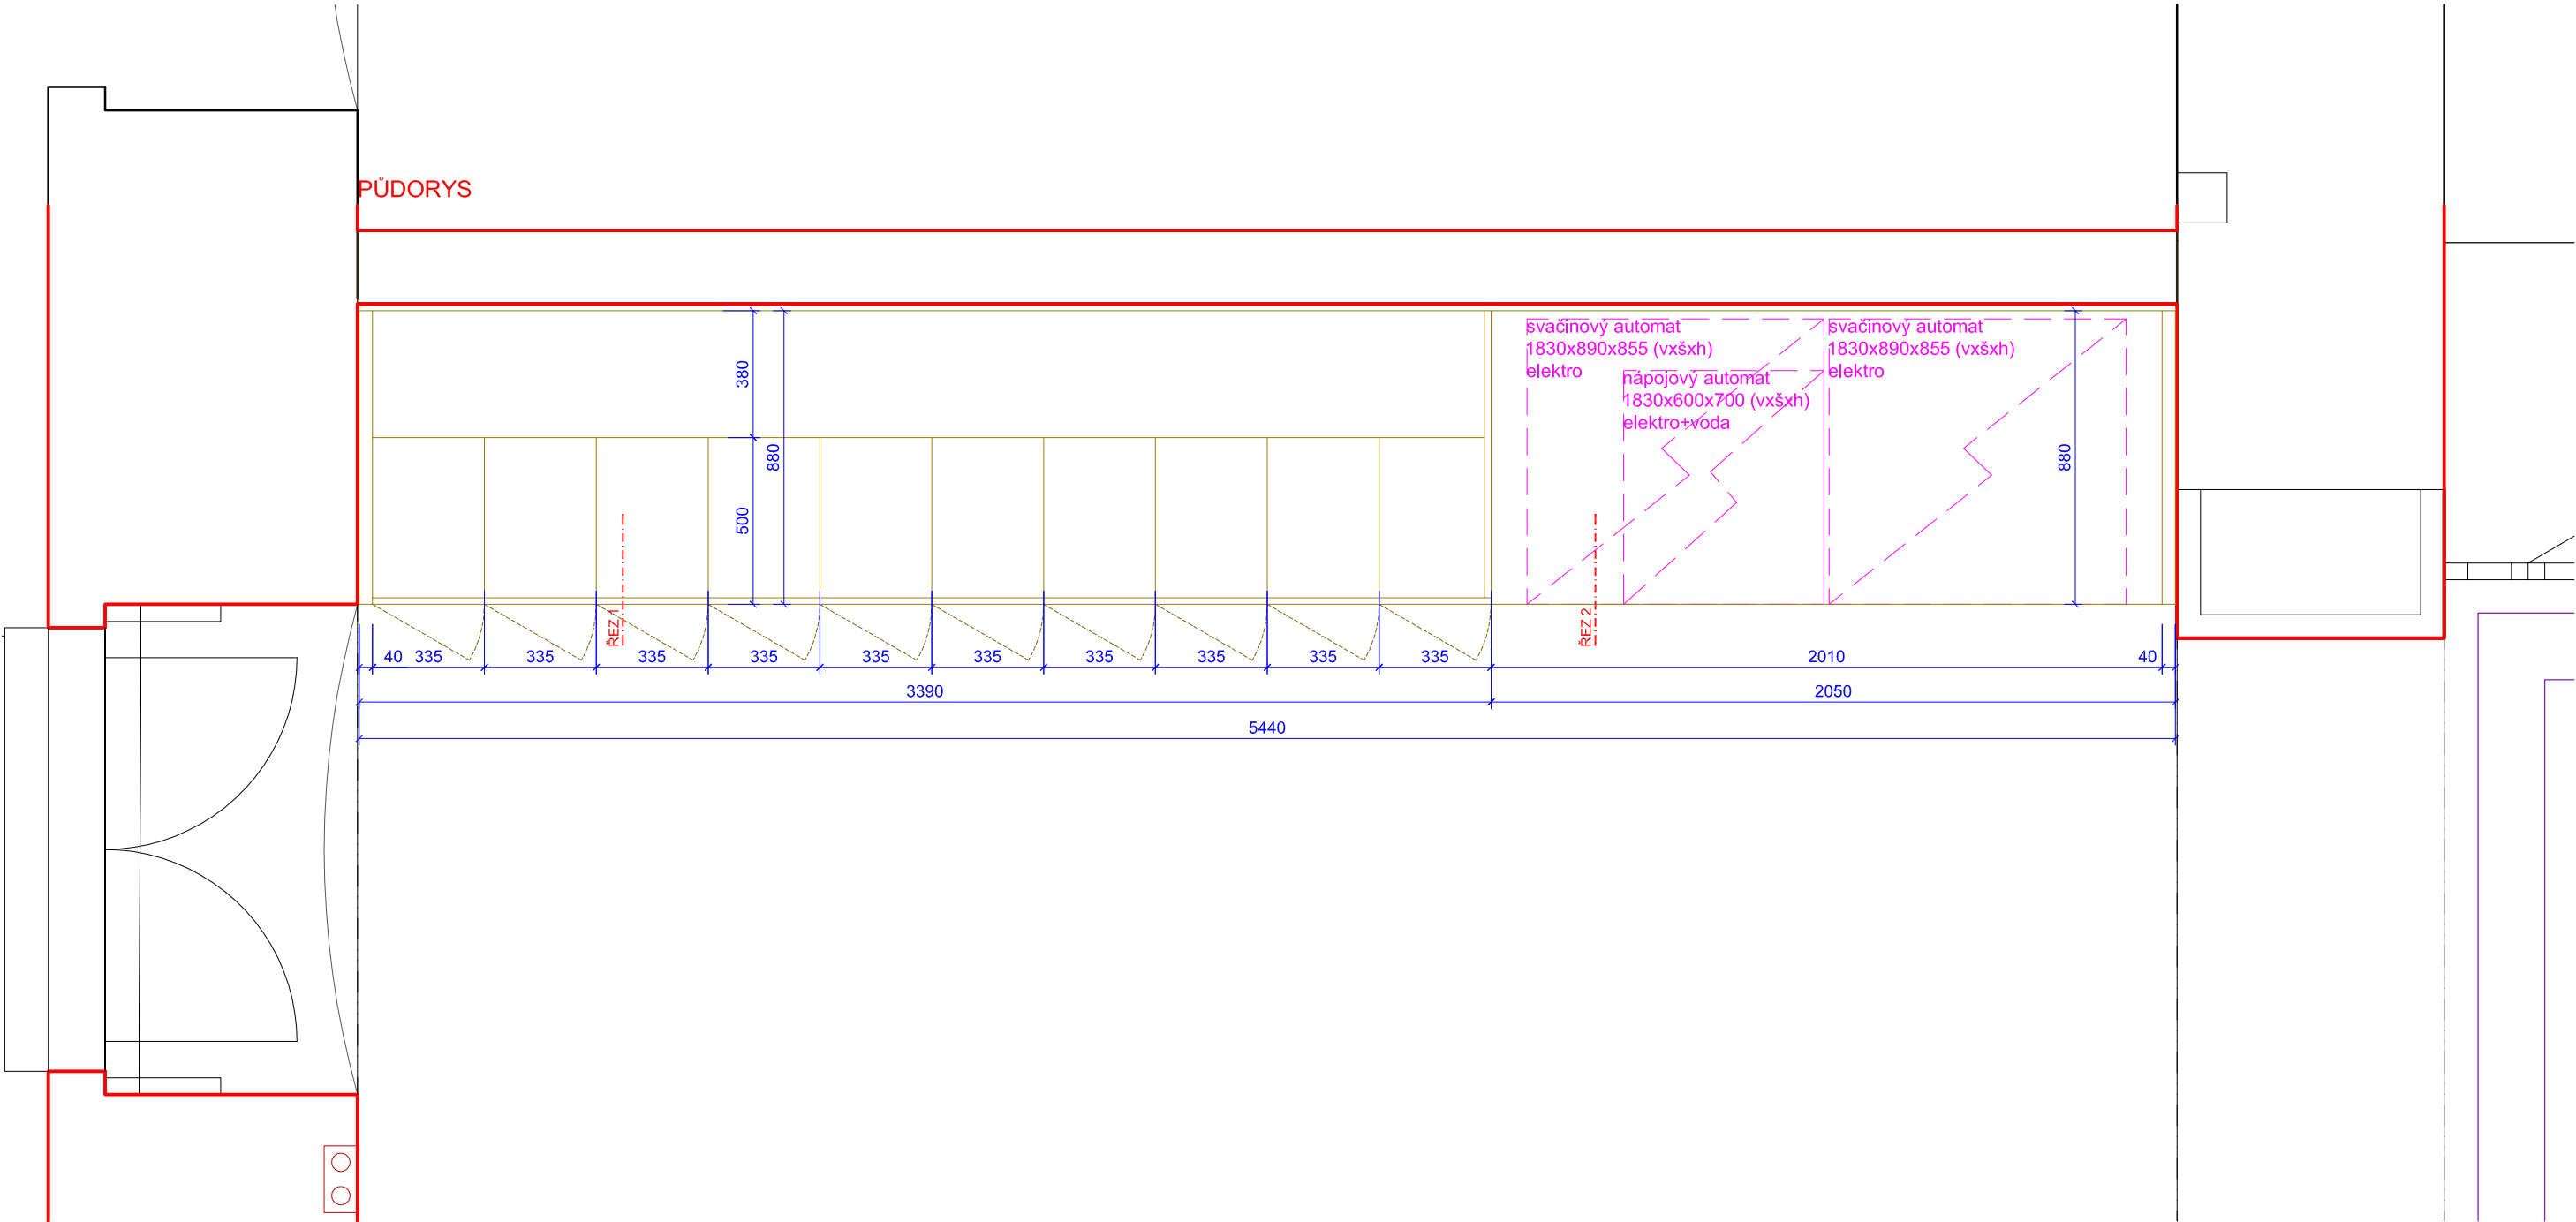 PŮDORYS
svačinový automat
1830x890x855 (vxšxh)
elektro
svačinový automat
1830x890x855 (vxšxh)
elektro
nápojový automat
1830x600x700 (vxšxh)
elektro+voda
380
880
500
880
ŘEZ 1
ŘEZ 2
40 335 335 335 335 335 335 335 335 335 335 2010 40
3390 2050
5440